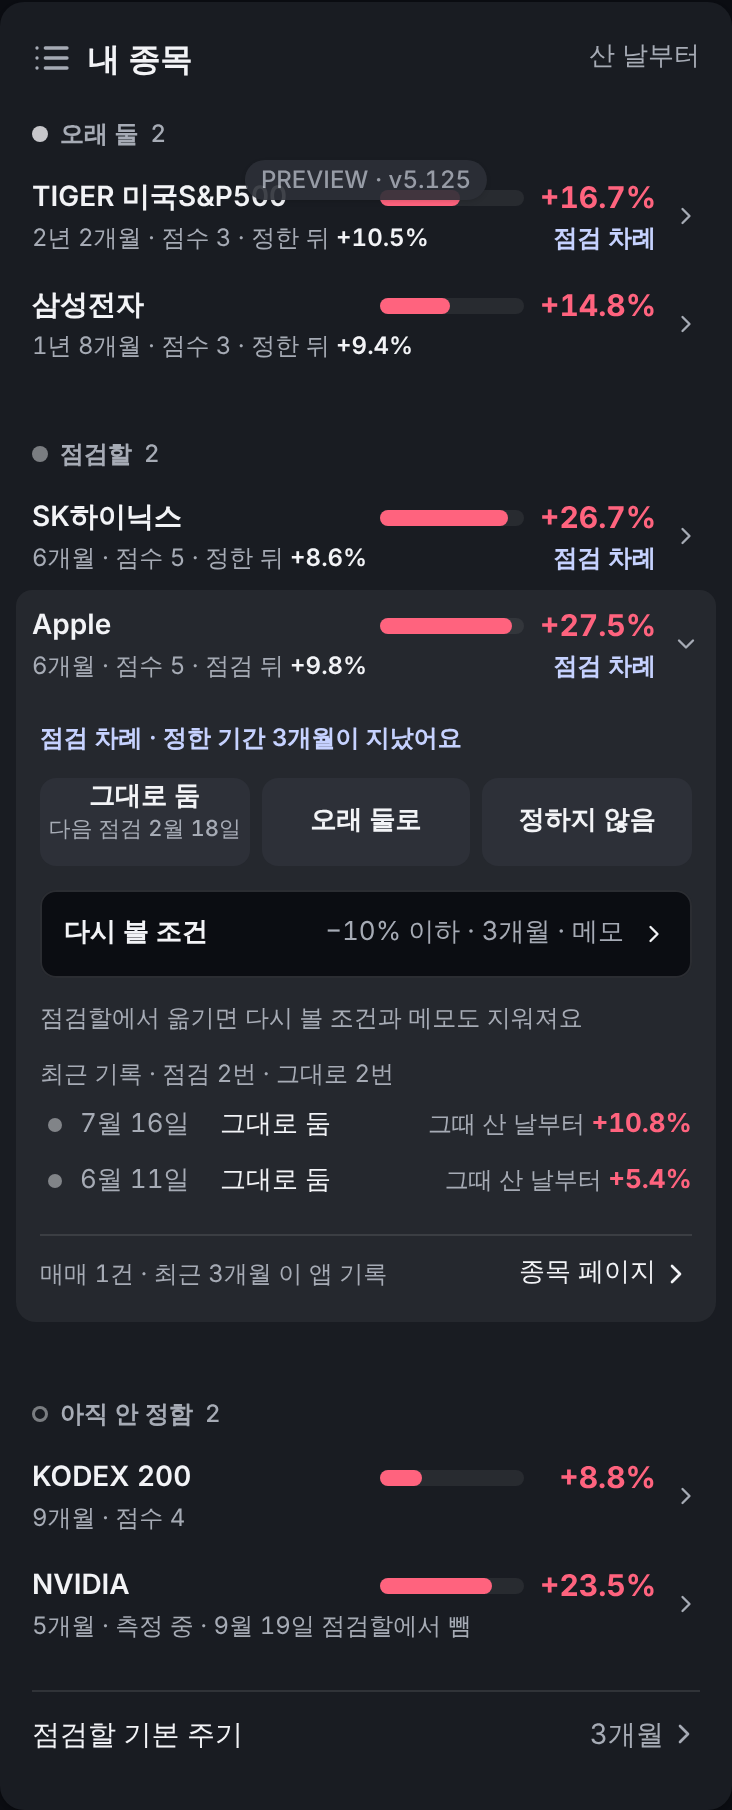 내 종목 산 날부터
오래 둘 2
PREVIEW · v5.125
TIGER 미국S&P500 +16.7%
2년 2개월 · 점수 3 · 정한 뒤 +10.5% 점검 차례
삼성전자 +14.8%
1년 8개월 · 점수 3 · 정한 뒤 +9.4%
점검할 2
SK하이닉스 +26.7%
6개월 · 점수 5 · 정한 뒤 +8.6% 점검 차례
Apple +27.5%
6개월 · 점수 5 · 점검 뒤 +9.8% 점검 차례
점검 차례 · 정한 기간 3개월이 지났어요
그대로 둠
다음 점검 2월 18일
오래 둘로
정하지 않음
다시 볼 조건 −10% 이하 · 3개월 · 메모
점검할에서 옮기면 다시 볼 조건과 메모도 지워져요
최근 기록 · 점검 2번 · 그대로 2번
7월 16일 그대로 둠 그때 산 날부터 +10.8%
6월 11일 그대로 둠 그때 산 날부터 +5.4%
매매 1건 · 최근 3개월 이 앱 기록 종목 페이지
아직 안 정함 2
KODEX 200 +8.8%
9개월 · 점수 4
NVIDIA +23.5%
5개월 · 측정 중 · 9월 19일 점검할에서 뺌
점검할 기본 주기 3개월